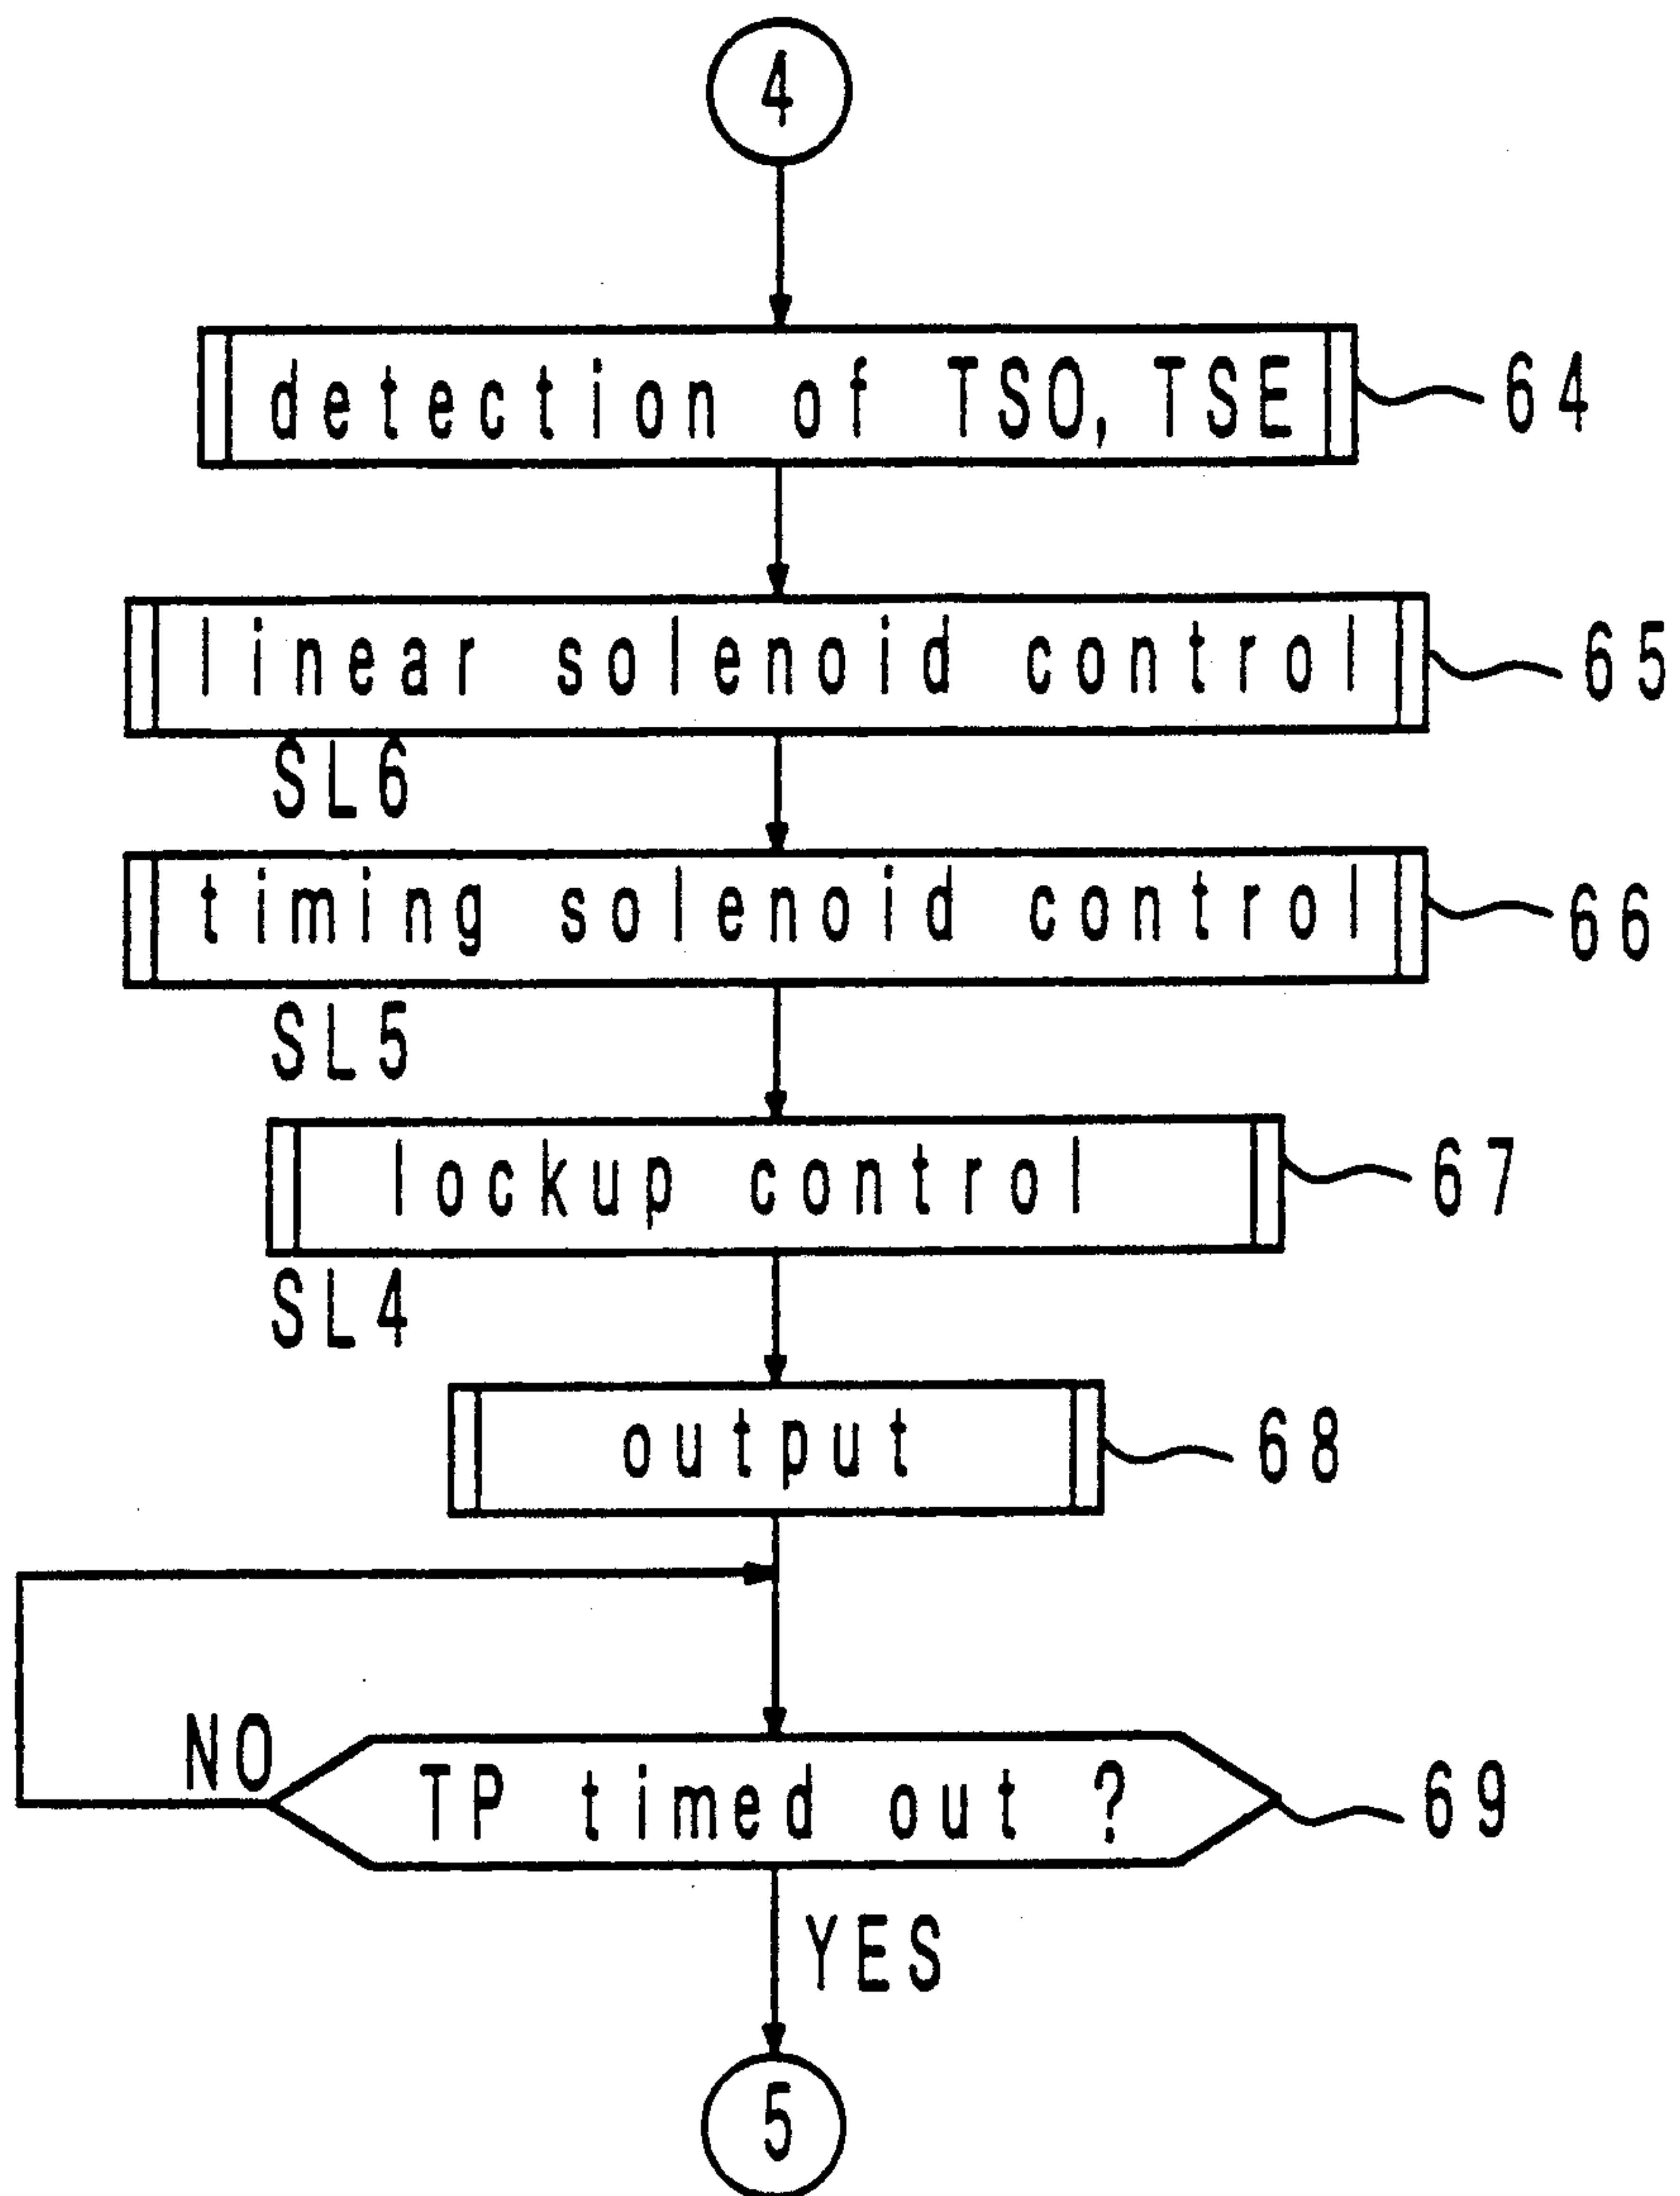 4
detection of TSO, TSE
64
linear solenoid control
65
SL6
timing solenoid control
66
SL5
lockup control
67
SL4
output
68
NO
TP timed out ?
69
YES
5